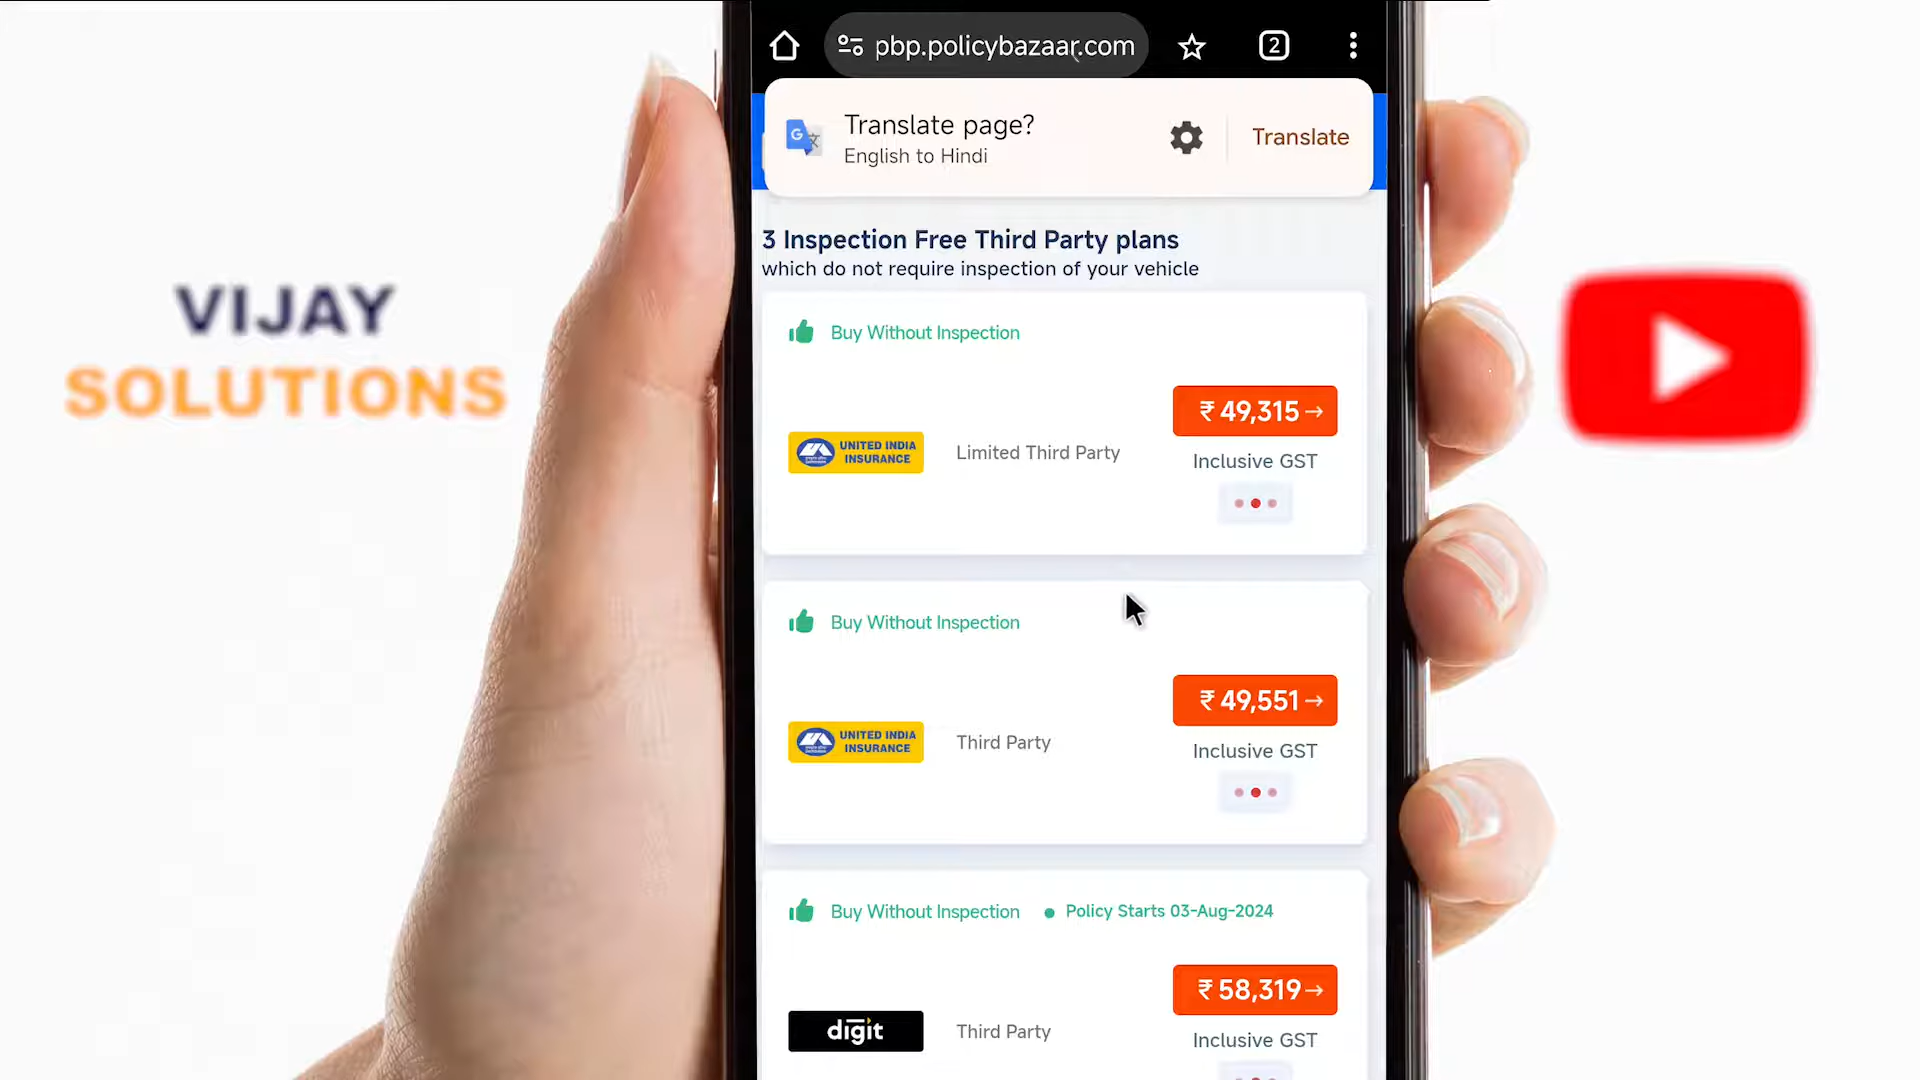 pbp.policybazaar.com
2
Translate page?
English to Hindi
Translate
3 Inspection Free Third Party plans
which do not require inspection of your vehicle
VIJAY
SOLUTIONS
Buy Without Inspection
₹ 49,315→
UNITED INDIA
INSURANCE
Limited Third Party
Inclusive GST
Buy Without Inspection
₹ 49,551→
UNITED INDIA
INSURANCE
Third Party
Inclusive GST
Buy Without Inspection
Policy Starts 03-Aug-2024
₹ 58,319→
digit
Third Party
Inclusive GST